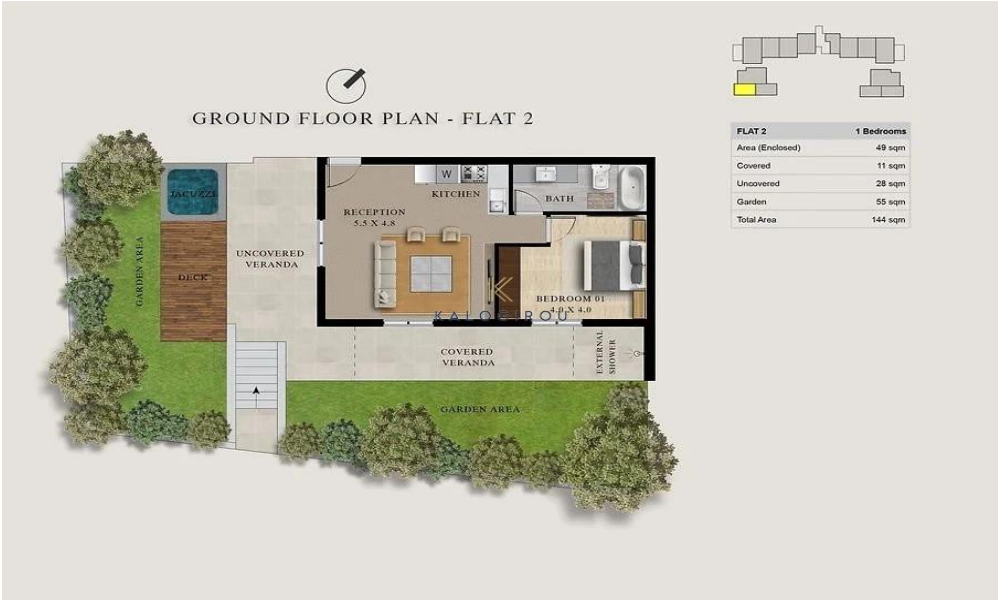 GROUND FLOOR PLAN - FLAT 2
FLAT 2 1 Bedrooms
Area (Enclosed) 49 sqm
Covered 11 sqm
Uncovered 28 sqm
Garden 55 sqm
Total Area 144 sqm
JACUZZI
W
KITCHEN
BATH
RECEPTION
5.5 X 4.8
UNCOVERED
VERANDA
GARDEN AREA
DECK
BEDROOM 01
4.0 X 4.0
KALOGIROU
COVERED
VERANDA
EXTERNAL
SHOWER
GARDEN AREA